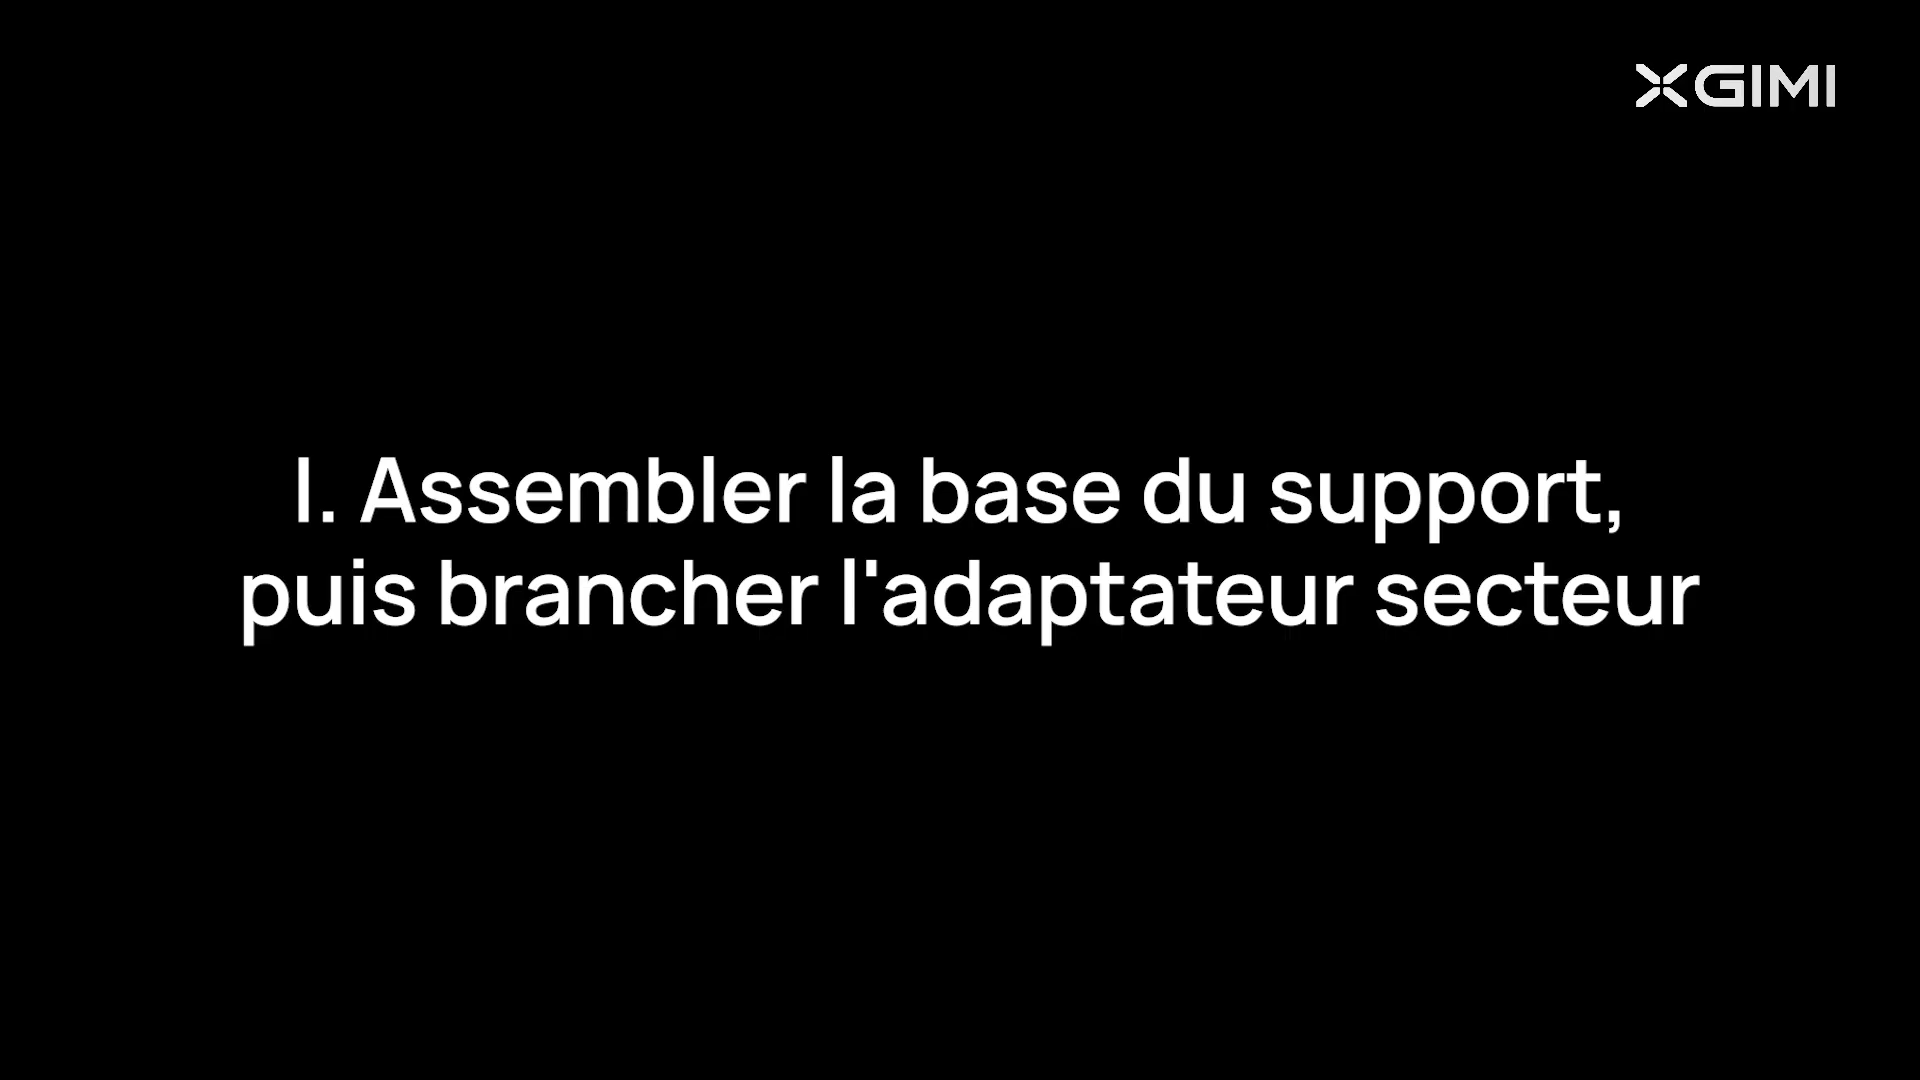 XGIMI
I. Assembler la base du support,
puis brancher l'adaptateur secteur